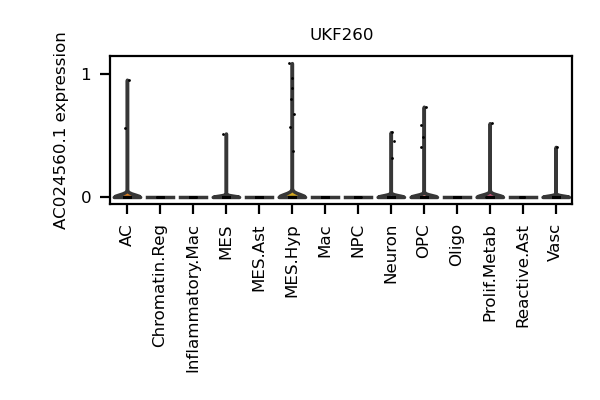 UKF260
AC024560.1 expression
1
0
AC
Chromatin.Reg
Inflammatory.Mac
MES
MES.Ast
MES.Hyp
Mac
NPC
Neuron
OPC
Oligo
Prolif.Metab
Reactive.Ast
Vasc